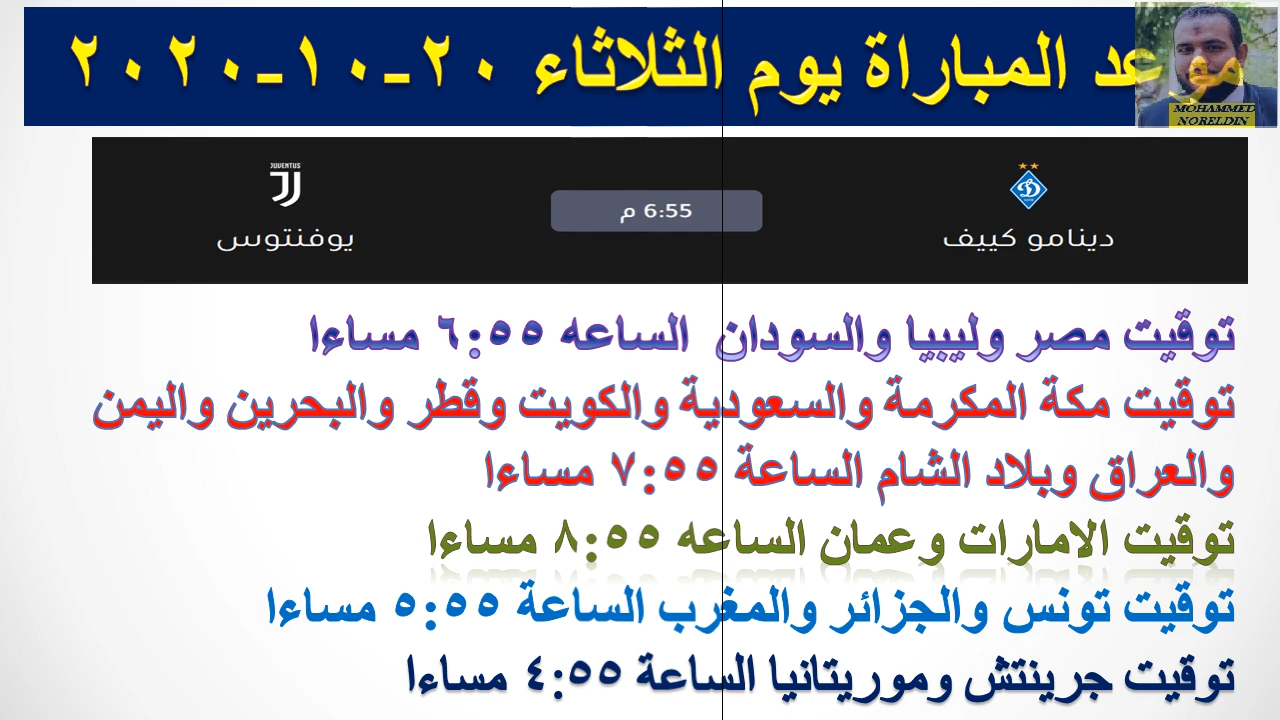 موعد المباراة يوم الثلاثاء ٢٠-١٠-٢٠٢٠
MOHAMMED
NORELDIN
JUVENTUS
يوفنتوس
6:55 م
دينامو كييف
توقيت مصر وليبيا والسودان الساعه ٦:٥٥ مساءا
توقيت مكة المكرمة والسعودية والكويت وقطر والبحرين واليمن
والعراق وبلاد الشام الساعة ٧:٥٥ مساءا
توقيت الامارات وعمان الساعه ٨:٥٥ مساءا
توقيت تونس والجزائر والمغرب الساعة ٥:٥٥ مساءا
توقيت جرينتش وموريتانيا الساعة ٤:٥٥ مساءا